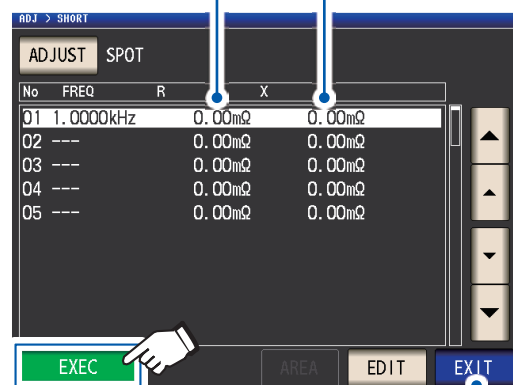 ADJ > SHORT
ADJUST SPOT
No FREQ R X
01 1.0000kHz 0.00mΩ 0.00mΩ
02 --- 0.00mΩ 0.00mΩ
03 --- 0.00mΩ 0.00mΩ
04 --- 0.00mΩ 0.00mΩ
05 --- 0.00mΩ 0.00mΩ
EXEC AREA EDIT EXIT